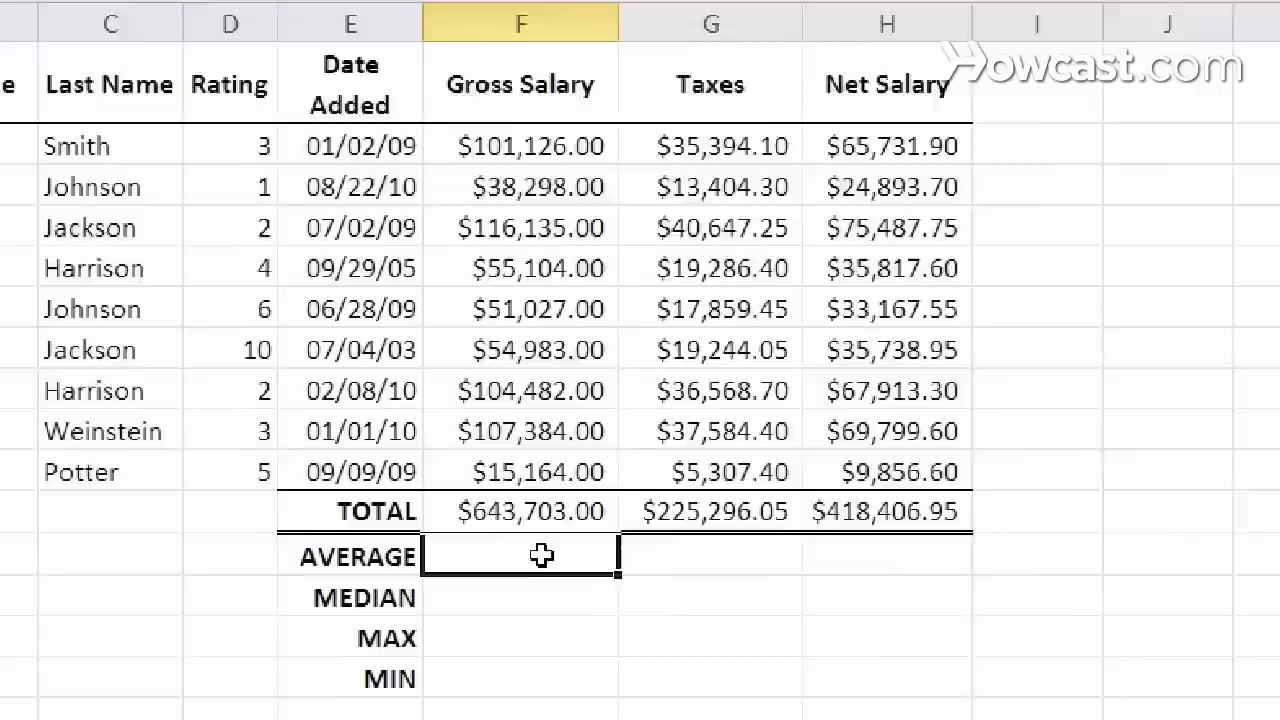 C D E F G H I J
Howcast.com
e Last Name Rating Date Added Gross Salary Taxes Net Salary
Smith 3 01/02/09 $101,126.00 $35,394.10 $65,731.90
Johnson 1 08/22/10 $38,298.00 $13,404.30 $24,893.70
Jackson 2 07/02/09 $116,135.00 $40,647.25 $75,487.75
Harrison 4 09/29/05 $55,104.00 $19,286.40 $35,817.60
Johnson 6 06/28/09 $51,027.00 $17,859.45 $33,167.55
Jackson 10 07/04/03 $54,983.00 $19,244.05 $35,738.95
Harrison 2 02/08/10 $104,482.00 $36,568.70 $67,913.30
Weinstein 3 01/01/10 $107,384.00 $37,584.40 $69,799.60
Potter 5 09/09/09 $15,164.00 $5,307.40 $9,856.60
TOTAL $643,703.00 $225,296.05 $418,406.95
AVERAGE
MEDIAN
MAX
MIN